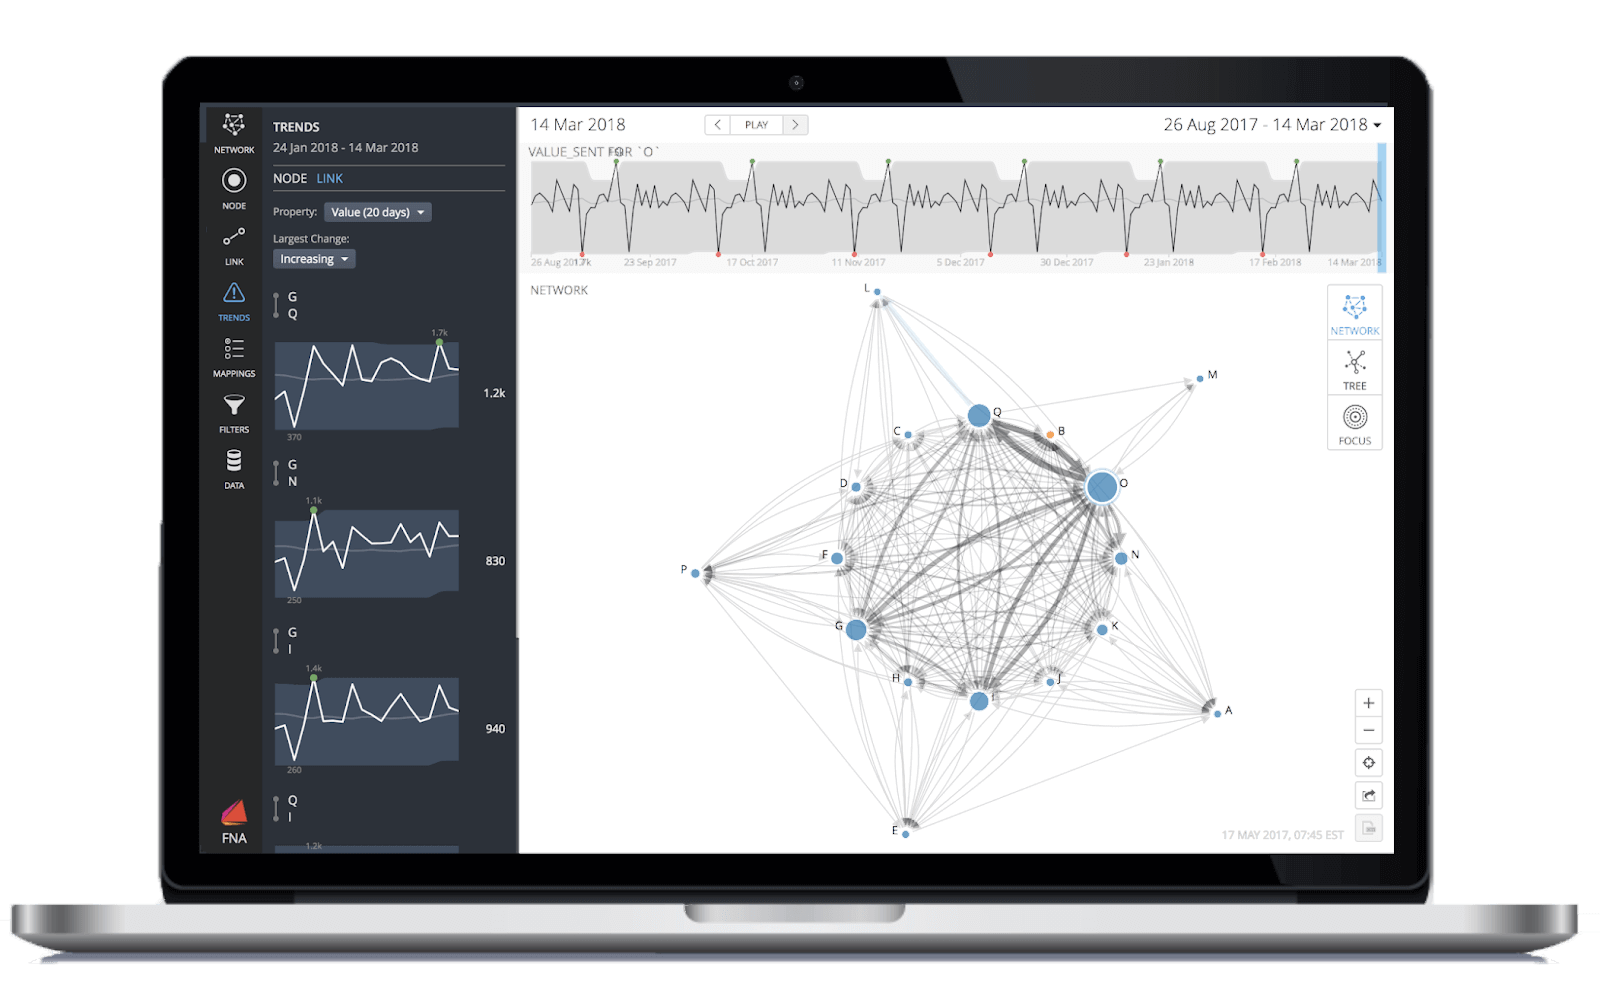 NETWORK
NODE
LINK
TRENDS
MAPPINGS
FILTERS
DATA
FNA
TRENDS
24 Jan 2018 - 14 Mar 2018
NODE LINK
Property: Value (20 days)
Largest Change:
Increasing
G
Q
1.7k
1.2k
370
G
N
1.1k
830
250
G
I
1.4k
940
260
Q
I
1.2k
14 Mar 2018
PLAY
26 Aug 2017 - 14 Mar 2018
VALUE_SENT FOR `O`
26 Aug 2017
1.7k
23 Sep 2017
17 Oct 2017
11 Nov 2017
5 Dec 2017
30 Dec 2017
23 Jan 2018
17 Feb 2018
14 Mar 2018
NETWORK
L
M
Q
C
B
D
O
F
N
P
G
K
H
J
I
A
E
NETWORK
TREE
FOCUS
+
−
17 MAY 2017, 07:45 EST